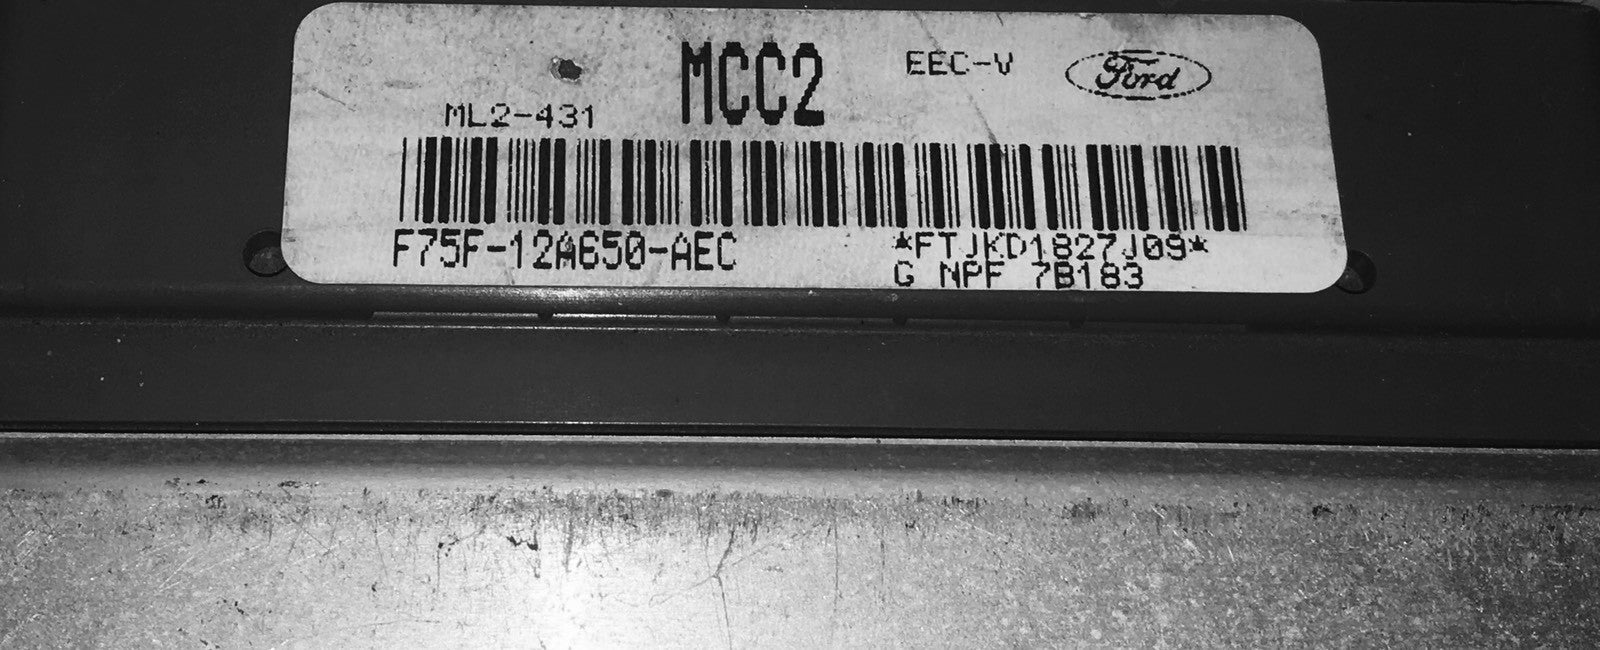 MCC2
EEC-V
Ford
ML2-431
F75F-12A650-AEC
*FTJKD1827J09*
G NPF 7B183